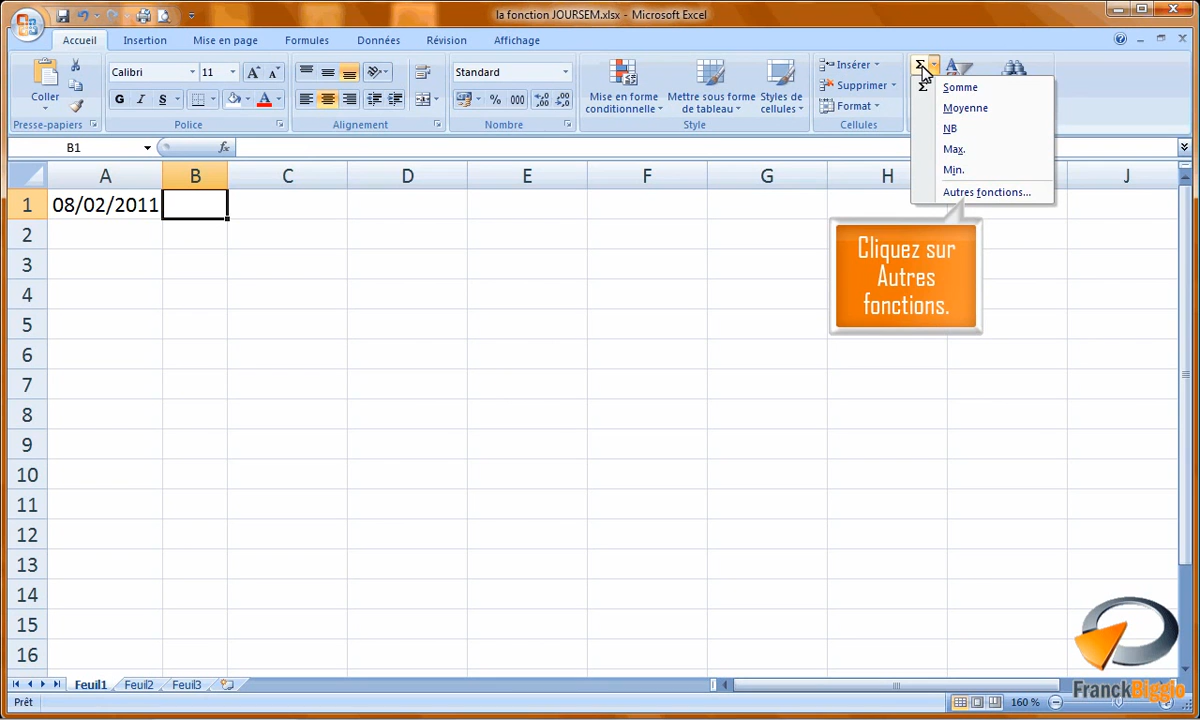 la fonction JOURSEM.xlsx - Microsoft Excel
Accueil Insertion Mise en page Formules Données Révision Affichage
Coller
Calibri 11
G I S
Standard
% 000
Mise en forme conditionnelle
Mettre sous forme de tableau
Styles de cellules
Insérer
Supprimer
Format
Σ
Presse-papiers Police Alignement Nombre Style Cellules
Somme
Moyenne
NB
Max.
Min.
Autres fonctions...
B1 fx
A B C D E F G H J
1 08/02/2011
Cliquez sur
Autres
fonctions.
2
3
4
5
6
7
8
9
10
11
12
13
14
15
16
FranckBiggio
Feuil1 Feuil2 Feuil3
Prêt 160 %